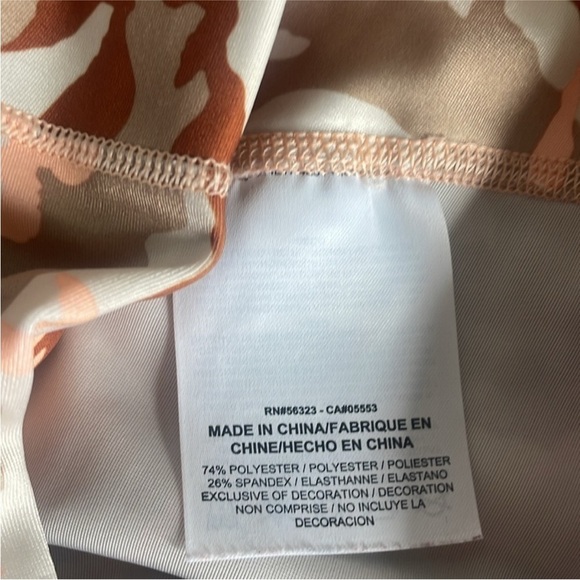 RN#56323 - CA#05553
MADE IN CHINA/FABRIQUE EN
CHINE/HECHO EN CHINA
74% POLYESTER / POLYESTER / POLIESTER
26% SPANDEX / ELASTHANNE / ELASTANO
EXCLUSIVE OF DECORATION / DECORATION
NON COMPRISE / NO INCLUYE LA
DECORACION